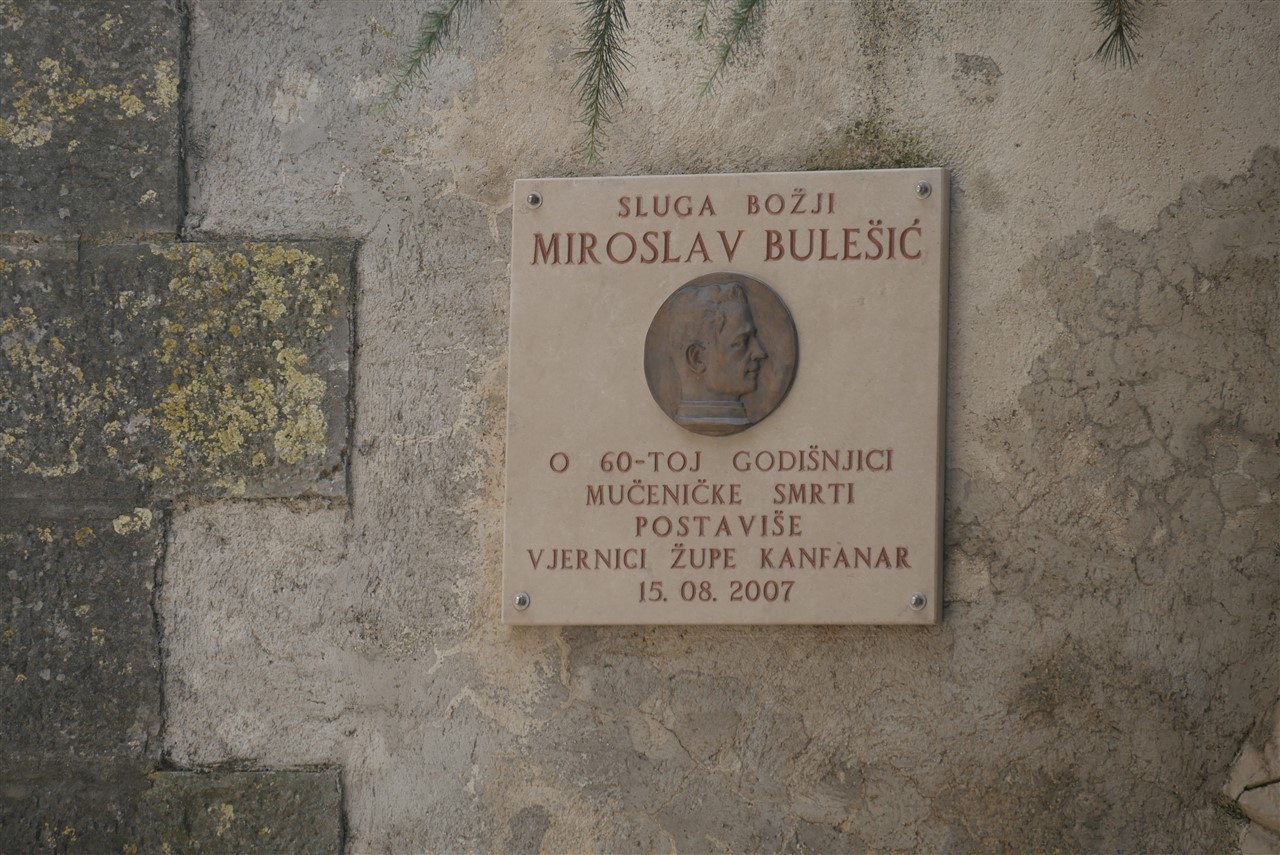 SLUGA BOŽJI
MIROSLAV BULEŠIĆ
O 60-TOJ GODIŠNJICI
MUČENIČKE SMRTI
POSTAVIŠE
VJERNICI ŽUPE KANFANAR
15. 08. 2007